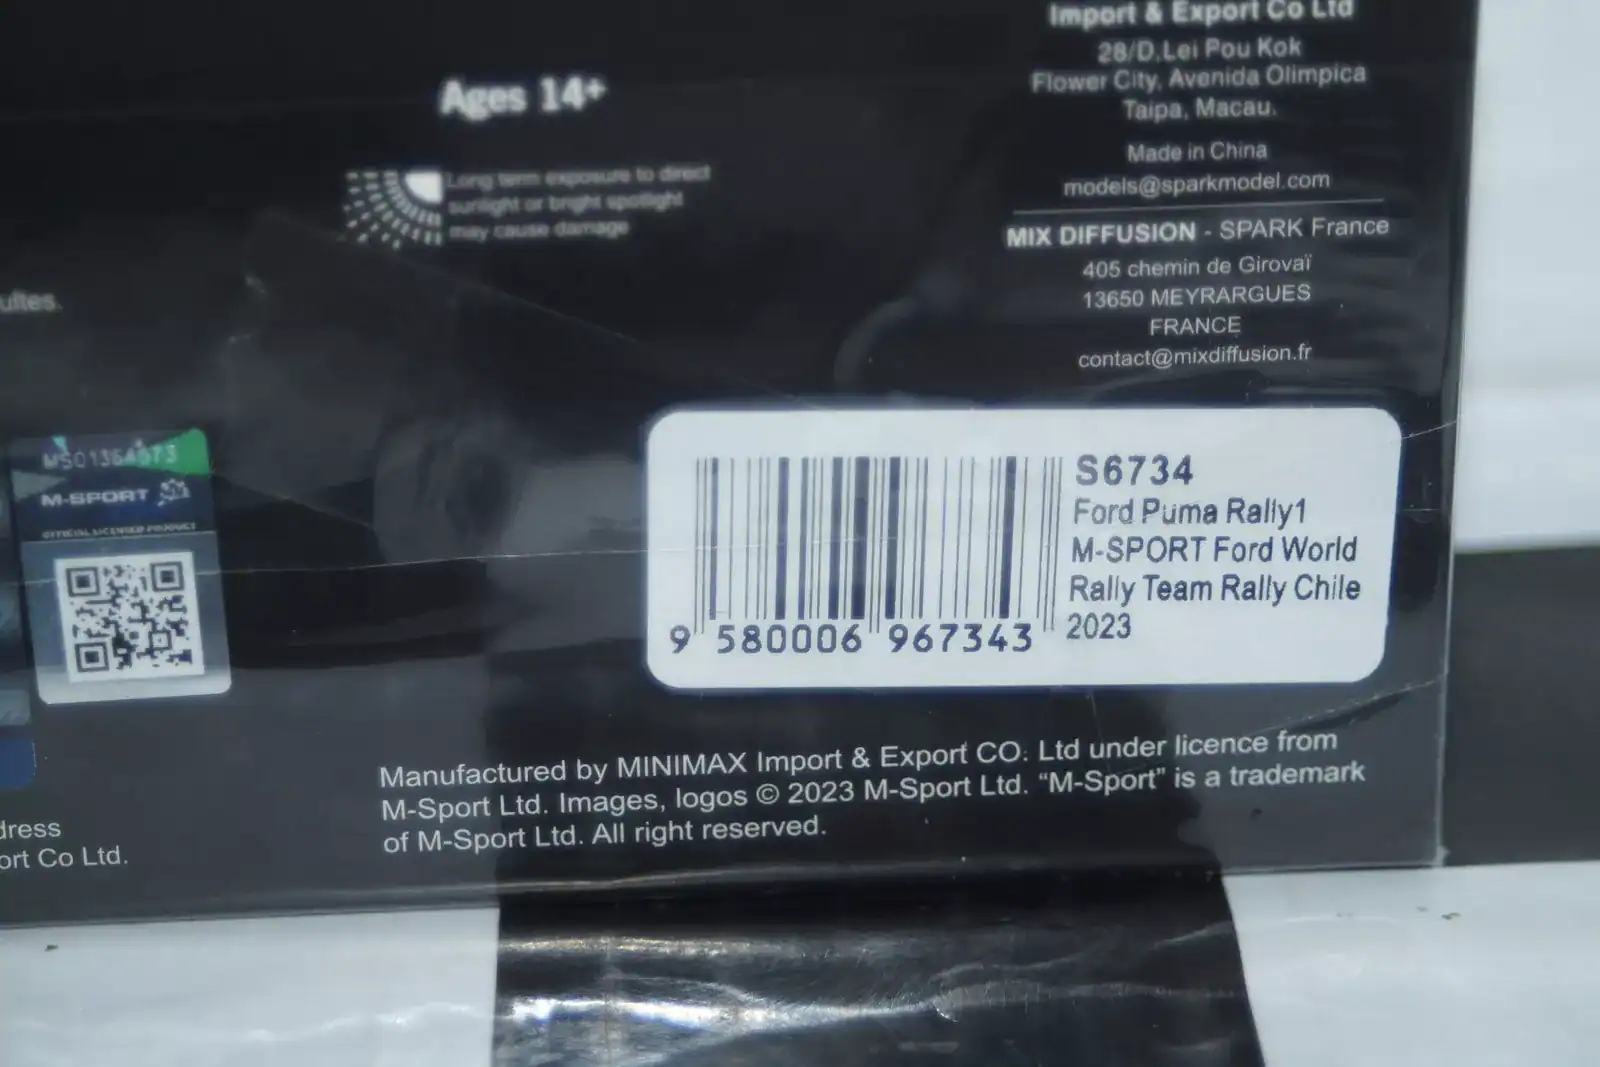 Import & Export Co Ltd
28/D,Lei Pou Kok
Flower City, Avenida Olimpica
Taipa, Macau.
Made in China
models@sparkmodel.com
MIX DIFFUSION - SPARK France
405 chemin de Girovaï
13650 MEYRARGUES
FRANCE
contact@mixdiffusion.fr
Ages 14+
Long term exposure to direct
sunlight or bright spotlight
may cause damage
M-SPORT
OFFICIAL LICENSED PRODUCT
S6734
Ford Puma Rally1
M-SPORT Ford World
Rally Team Rally Chile
2023
9 580006 967343
Manufactured by MINIMAX Import & Export CO. Ltd under licence from
M-Sport Ltd. Images, logos © 2023 M-Sport Ltd. “M-Sport” is a trademark
of M-Sport Ltd. All right reserved.
Co Ltd.